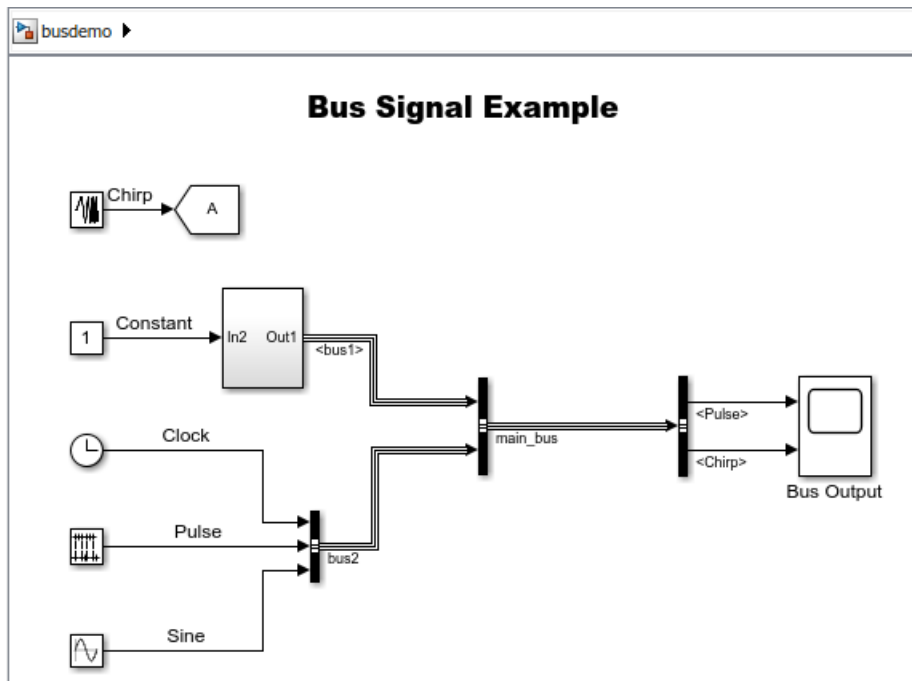 busdemo
Bus Signal Example
Chirp
A
Constant
1
In2 Out1
<bus1>
Clock
Pulse
bus2
Sine
main_bus
<Pulse>
<Chirp>
Bus Output